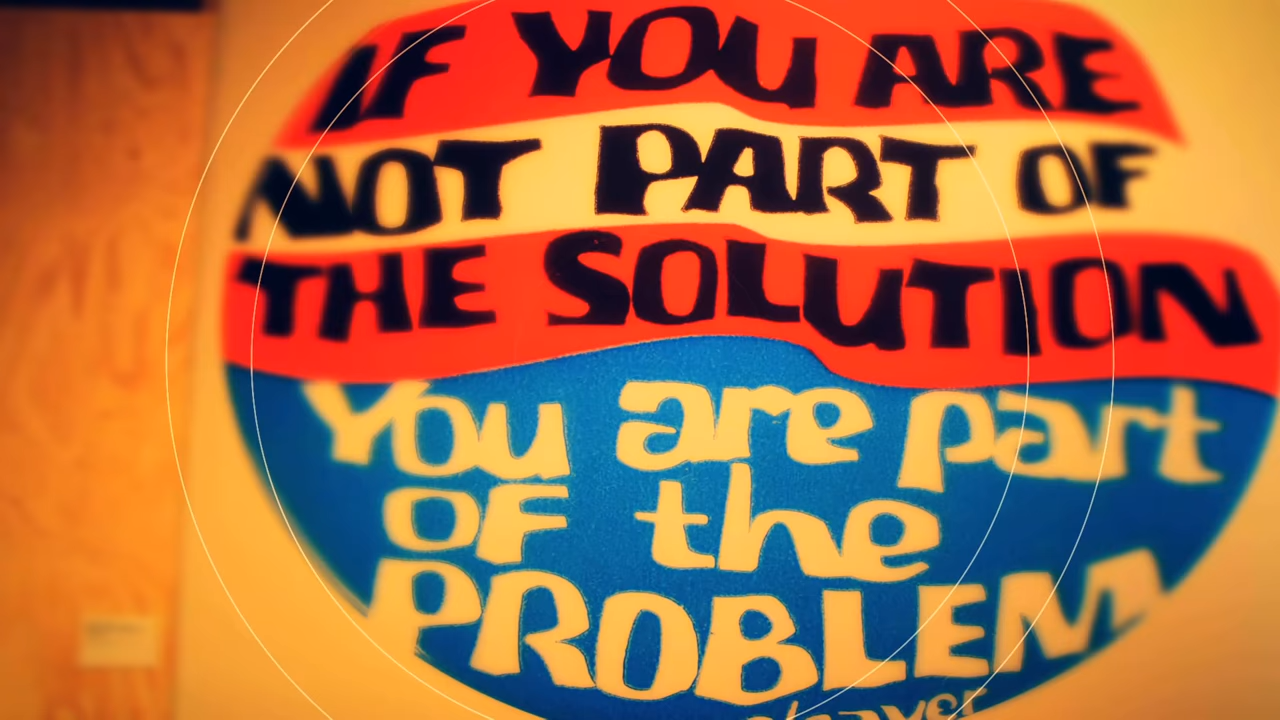 IF YOU ARE
NOT PART OF
THE SOLUTION
You are part
OF the
PROBLEM